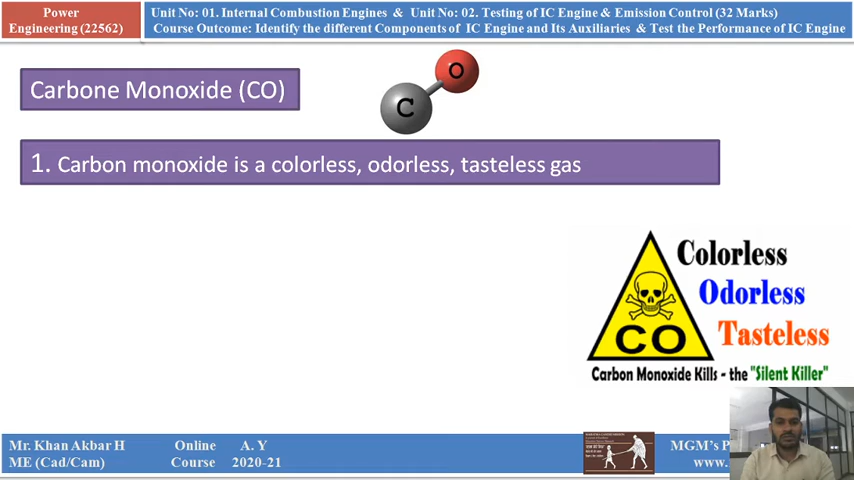 Power
Engineering (22562)
Unit No: 01. Internal Combustion Engines & Unit No: 02. Testing of IC Engine & Emission Control (32 Marks)
Course Outcome: Identify the different Components of IC Engine and Its Auxiliaries & Test the Performance of IC Engine
Carbone Monoxide (CO)
C
O
1. Carbon monoxide is a colorless, odorless, tasteless gas
Colorless
Odorless
Tasteless
CO
Carbon Monoxide Kills - the "Silent Killer"
Mr. Khan Akbar H
ME (Cad/Cam)
Online
Course
A. Y
2020-21
MGM's P
www.